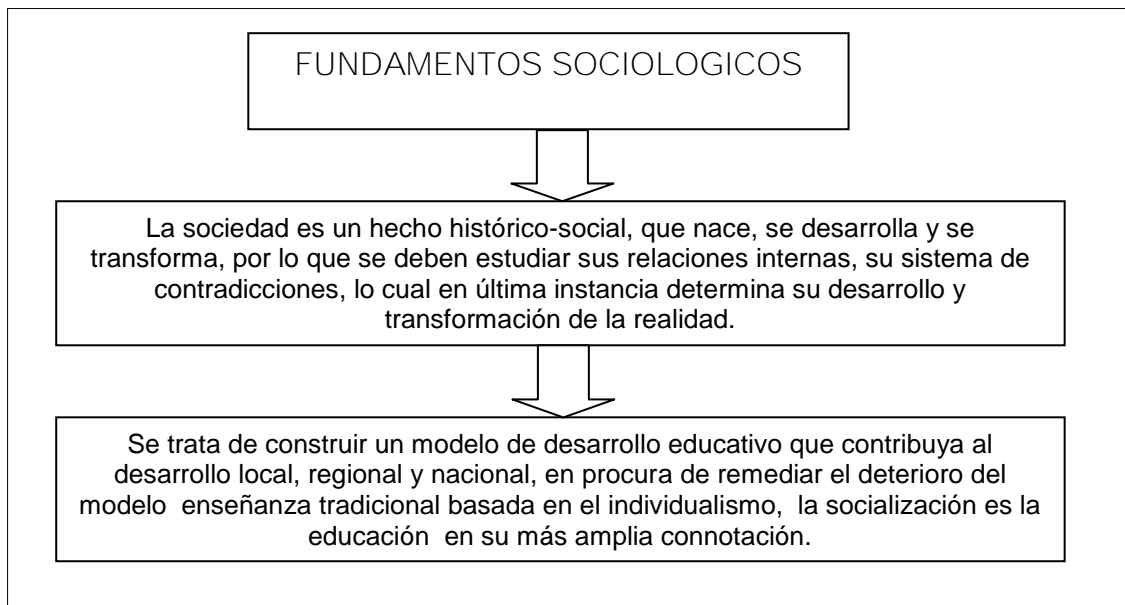 FUNDAMENTOS SOCIOLOGICOS
La sociedad es un hecho histórico-social, que nace, se desarrolla y se
transforma, por lo que se deben estudiar sus relaciones internas, su sistema de
contradicciones, lo cual en última instancia determina su desarrollo y
transformación de la realidad.
Se trata de construir un modelo de desarrollo educativo que contribuya al
desarrollo local, regional y nacional, en procura de remediar el deterioro del
modelo  enseñanza tradicional basada en el individualismo,  la socialización es la
educación  en su más amplia connotación.